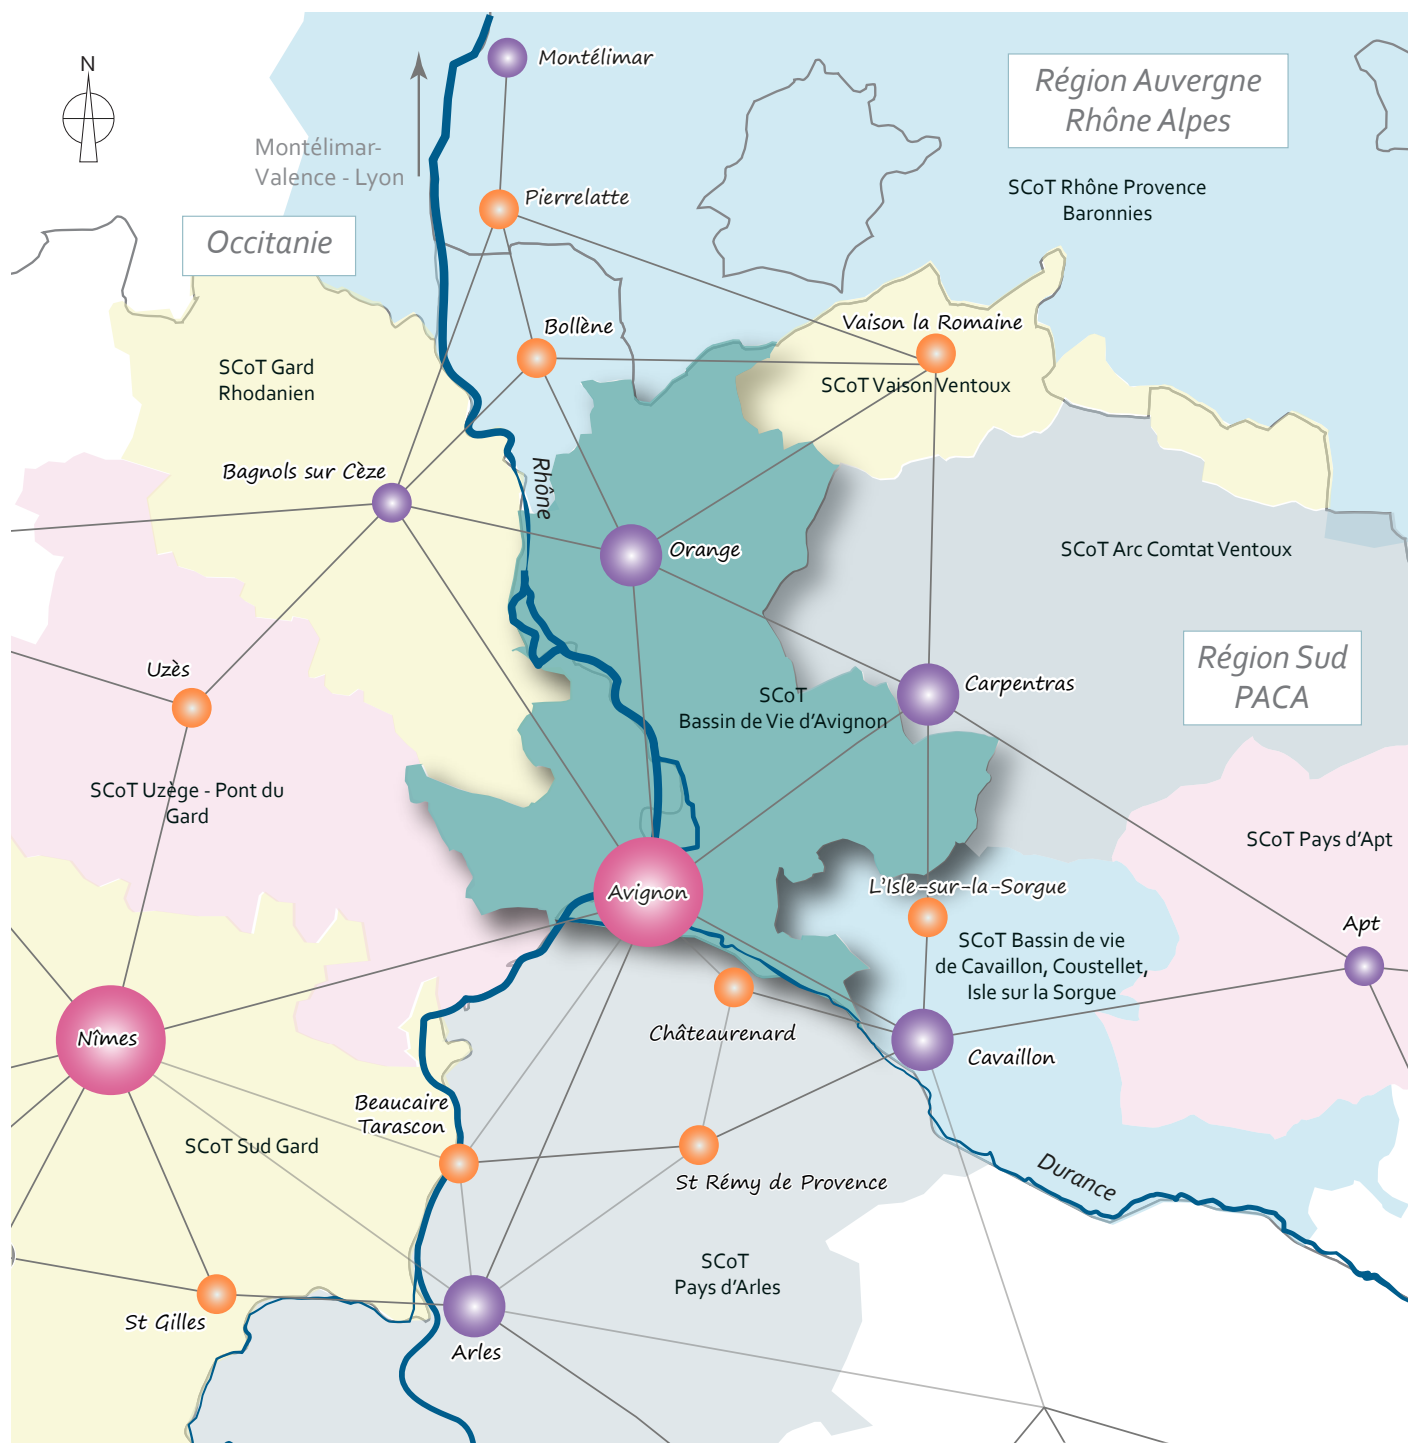 N
Montélimar
Région Auvergne
Rhône Alpes
Montélimar-
Valence - Lyon
SCoT Rhône Provence
Baronnies
Pierrelatte
Occitanie
Bollène
Vaison la Romaine
SCoT Gard
Rhodanien
SCoT Vaison Ventoux
Bagnols sur Cèze
Rhône
Orange
SCoT Arc Comtat Ventoux
Région Sud
PACA
Uzès
Carpentras
SCoT
Bassin de Vie d'Avignon
SCoT Uzège - Pont du
Gard
SCoT Pays d'Apt
Avignon
L'Isle-sur-la-Sorgue
Apt
SCoT Bassin de vie
de Cavaillon, Coustellet,
Isle sur la Sorgue
Nîmes
Châteaurenard
Cavaillon
Beaucaire
Tarascon
SCoT Sud Gard
St Rémy de Provence
Durance
SCoT
Pays d'Arles
St Gilles
Arles